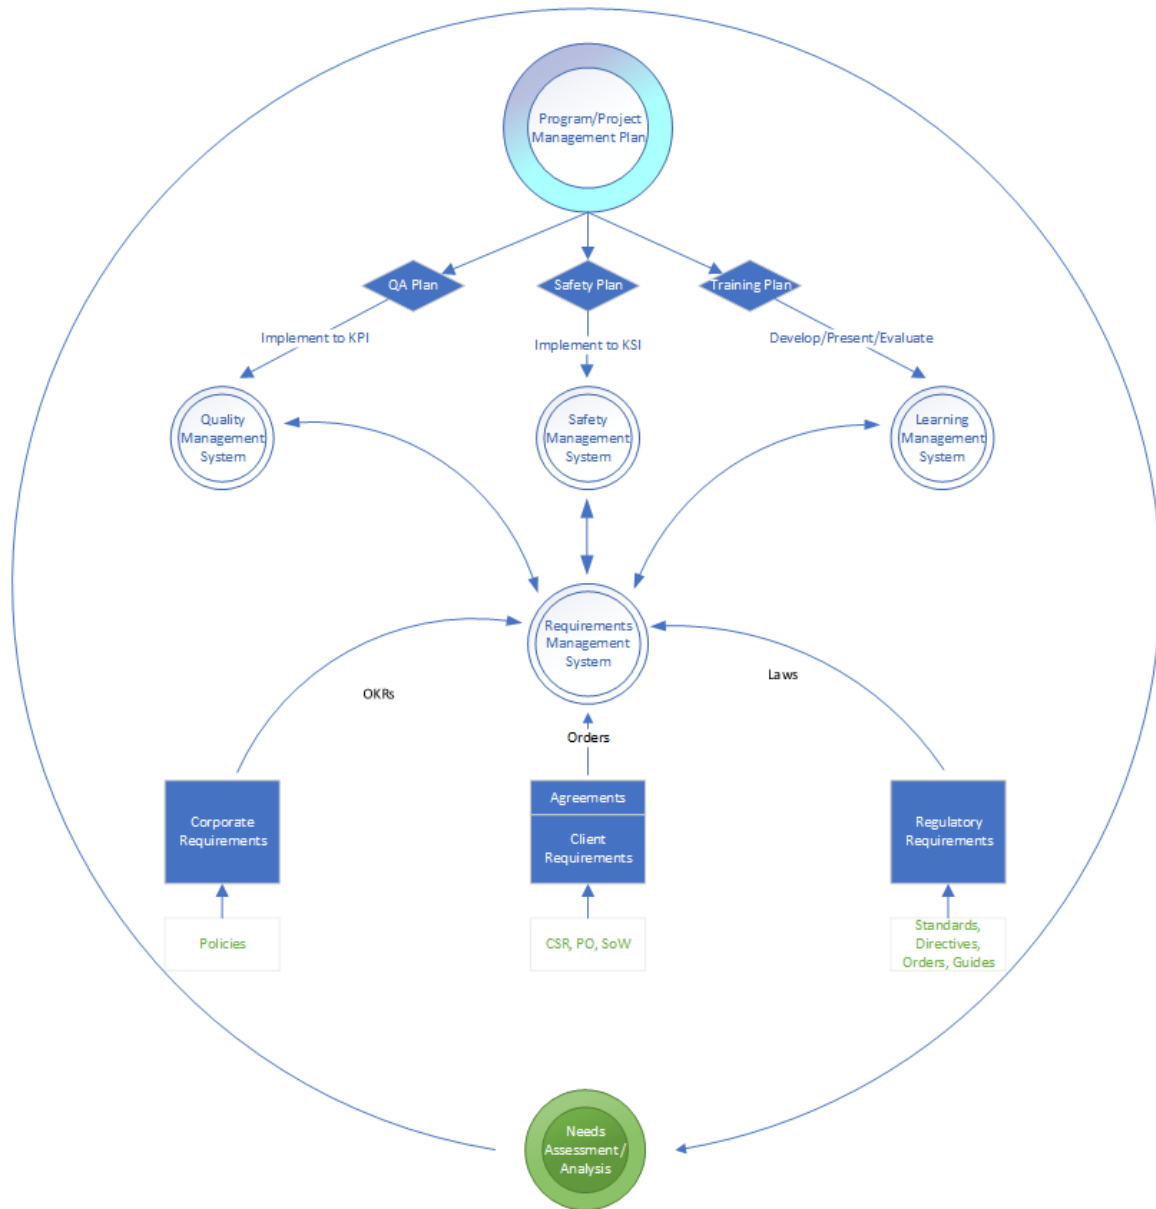 Program/Project
Management Plan
QA Plan
Safety Plan
Training Plan
Implement to KPI
Implement to KSI
Develop/Present/Evaluate
Quality
Management
System
Safety
Management
System
Learning
Management
System
Requirements
Management
System
OKRs
Orders
Laws
Corporate
Requirements
Agreements
Client
Requirements
Regulatory
Requirements
Policies
CSR, PO, SoW
Standards,
Directives,
Orders, Guides
Needs
Assessment/
Analysis